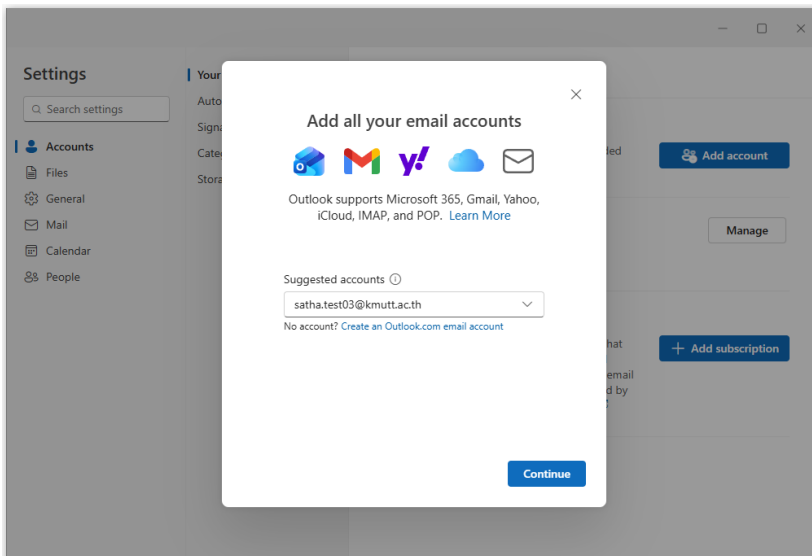 Settings
Search settings
Accounts
Files
General
Mail
Calendar
People
Your
Auto
Signa
Cate
Stora
Add all your email accounts
Outlook supports Microsoft 365, Gmail, Yahoo,
iCloud, IMAP, and POP. Learn More
Suggested accounts
satha.test03@kmutt.ac.th
No account? Create an Outlook.com email account
Continue
Add account
Manage
hat
Add subscription
email
d by